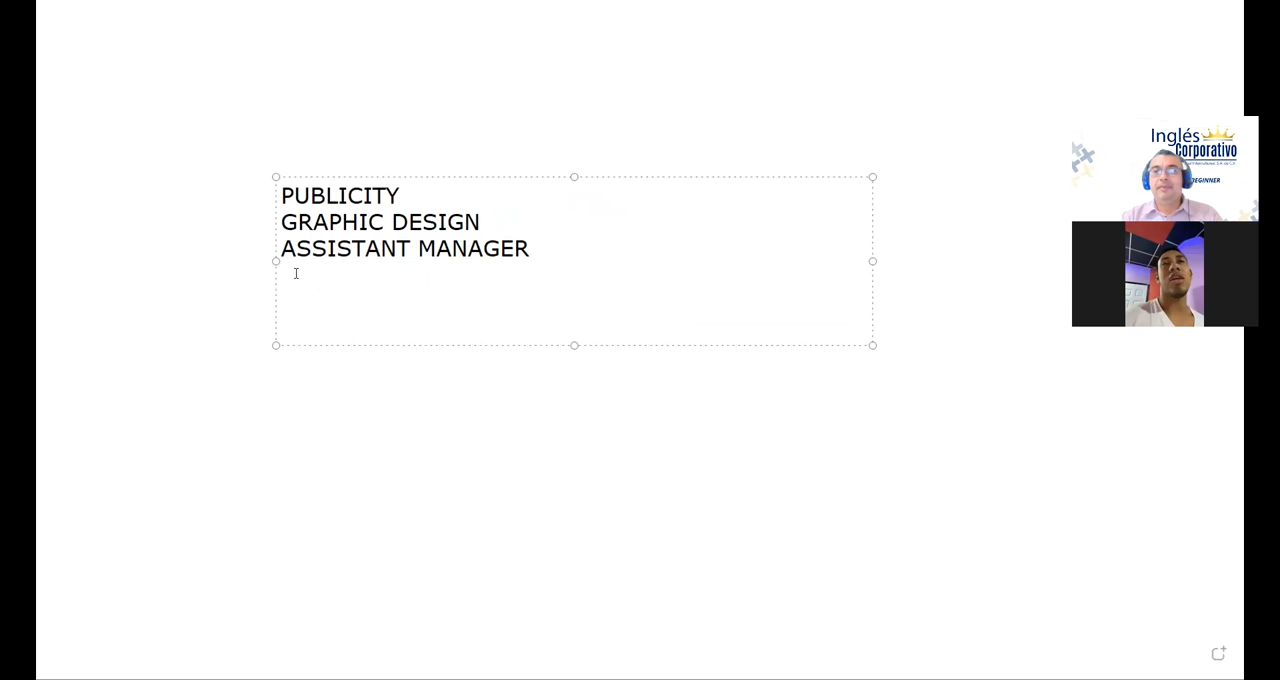 PUBLICITY
GRAPHIC DESIGN
ASSISTANT MANAGER
Inglés
Corporativo
BEGINNER